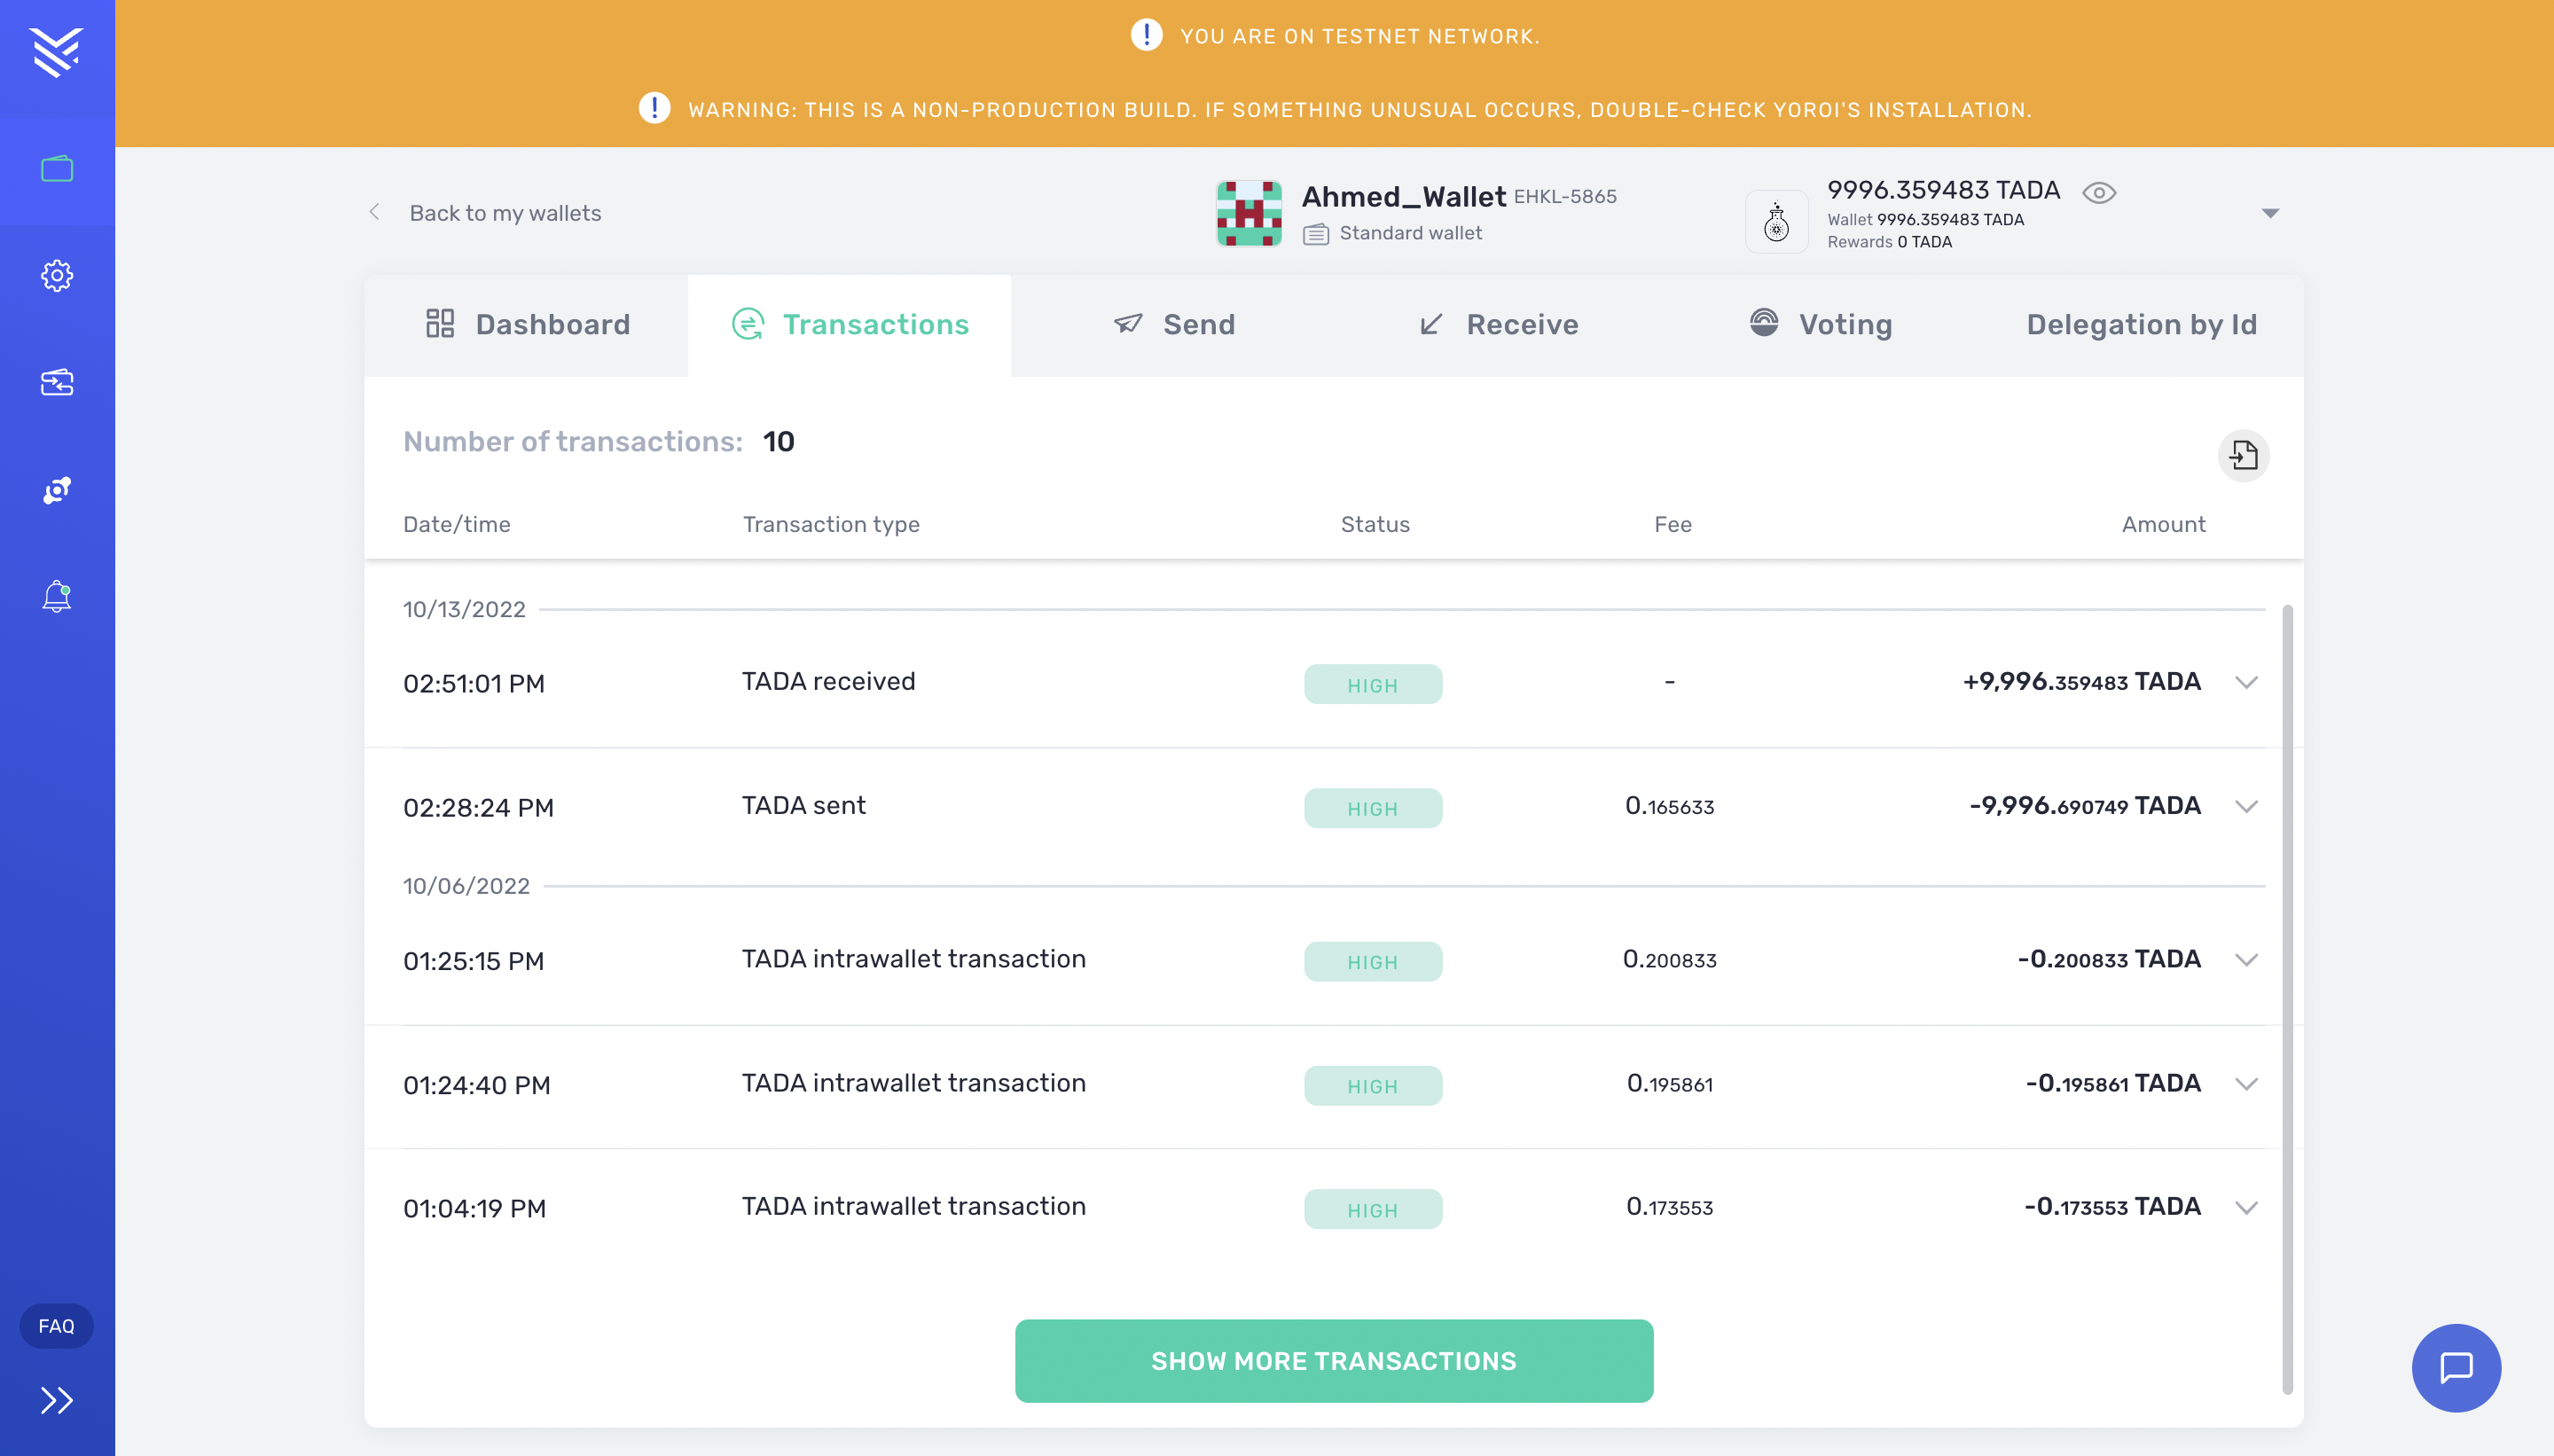 YOU ARE ON TESTNET NETWORK.
WARNING: THIS IS A NON-PRODUCTION BUILD. IF SOMETHING UNUSUAL OCCURS, DOUBLE-CHECK YOROI'S INSTALLATION.
Back to my wallets
Ahmed_Wallet EHKL-5865
Standard wallet
9996.359483 TADA
Wallet 9996.359483 TADA
Rewards 0 TADA
Dashboard Transactions Send Receive Voting Delegation by Id
Number of transactions: 10
Date/time Transaction type Status Fee Amount
10/13/2022
02:51:01 PM TADA received HIGH - +9,996.359483 TADA
02:28:24 PM TADA sent HIGH 0.165633 -9,996.690749 TADA
10/06/2022
01:25:15 PM TADA intrawallet transaction HIGH 0.200833 -0.200833 TADA
01:24:40 PM TADA intrawallet transaction HIGH 0.195861 -0.195861 TADA
01:04:19 PM TADA intrawallet transaction HIGH 0.173553 -0.173553 TADA
SHOW MORE TRANSACTIONS
FAQ